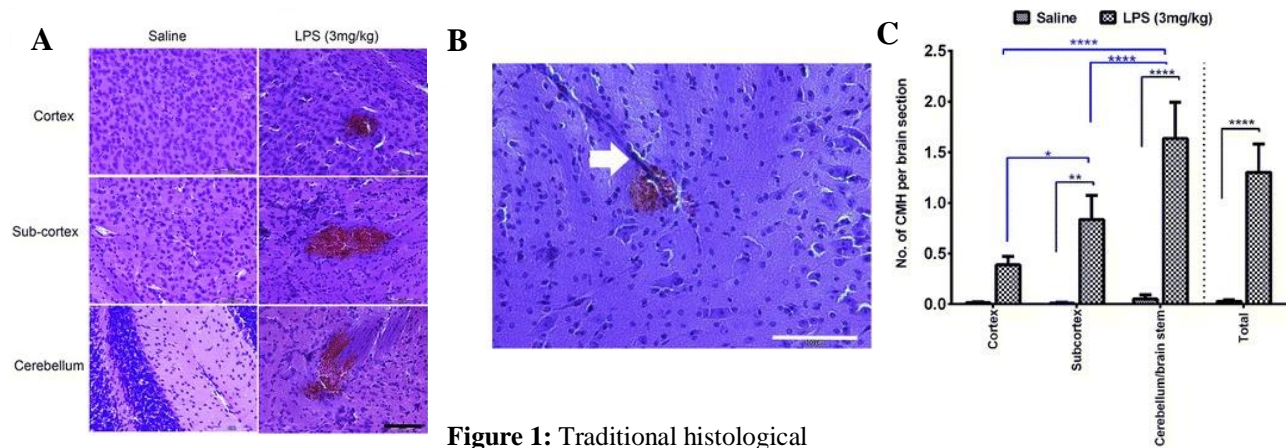 A
Saline
LPS (3mg/kg)
Cortex
Sub-cortex
Cerebellum
B
Figure 1: Traditional histological
C
Saline
LPS (3mg/kg)
No. of CMH per brain section
2.5
2.0
1.5
1.0
0.5
0.0
****
****
****
*
**
****
Cortex
Subcortex
Cerebellum/brain stem
Total